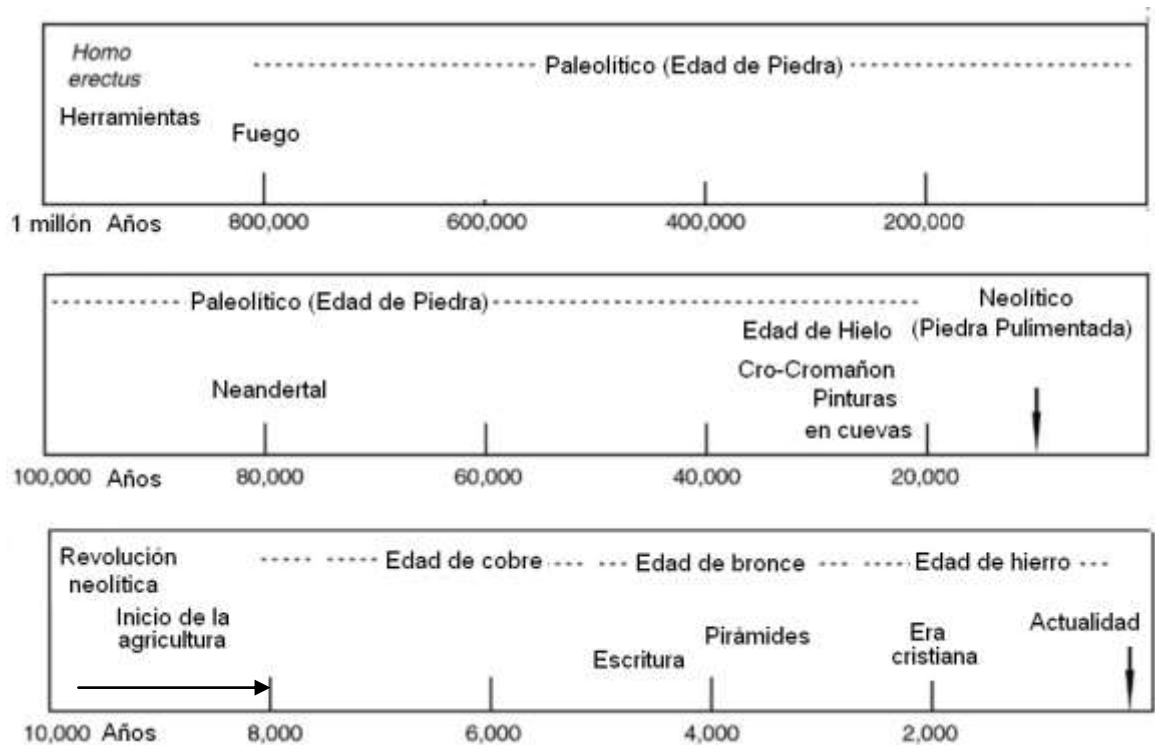 Homo
erectus
Paleolítico (Edad de Piedra)
Herramientas
Fuego
1 millón Años 800,000 600,000 400,000 200,000
Paleolítico (Edad de Piedra)
Neolítico
Edad de Hielo (Piedra Pulimentada)
Cro-Cromañon
Neandertal
Pinturas
en cuevas
100,000 Años 80,000 60,000 40,000 20,000
Revolución
neolítica
Edad de cobre Edad de bronce Edad de hierro
Inicio de la
agricultura
Escritura
Pirámides
Era
cristiana
Actualidad
10,000 Años 8,000 6,000 4,000 2,000